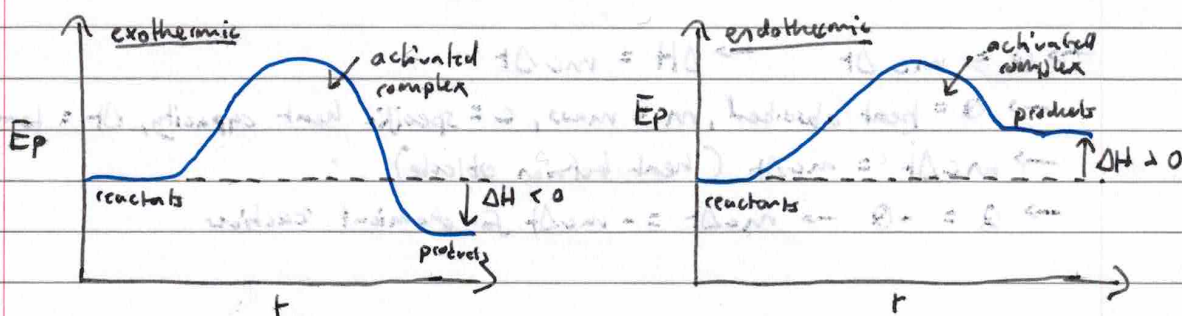 exothermic
activated
complex
Ep
reactants
ΔH < 0
products
t
endothermic
activated
complex
products
Ep
ΔH > 0
reactants